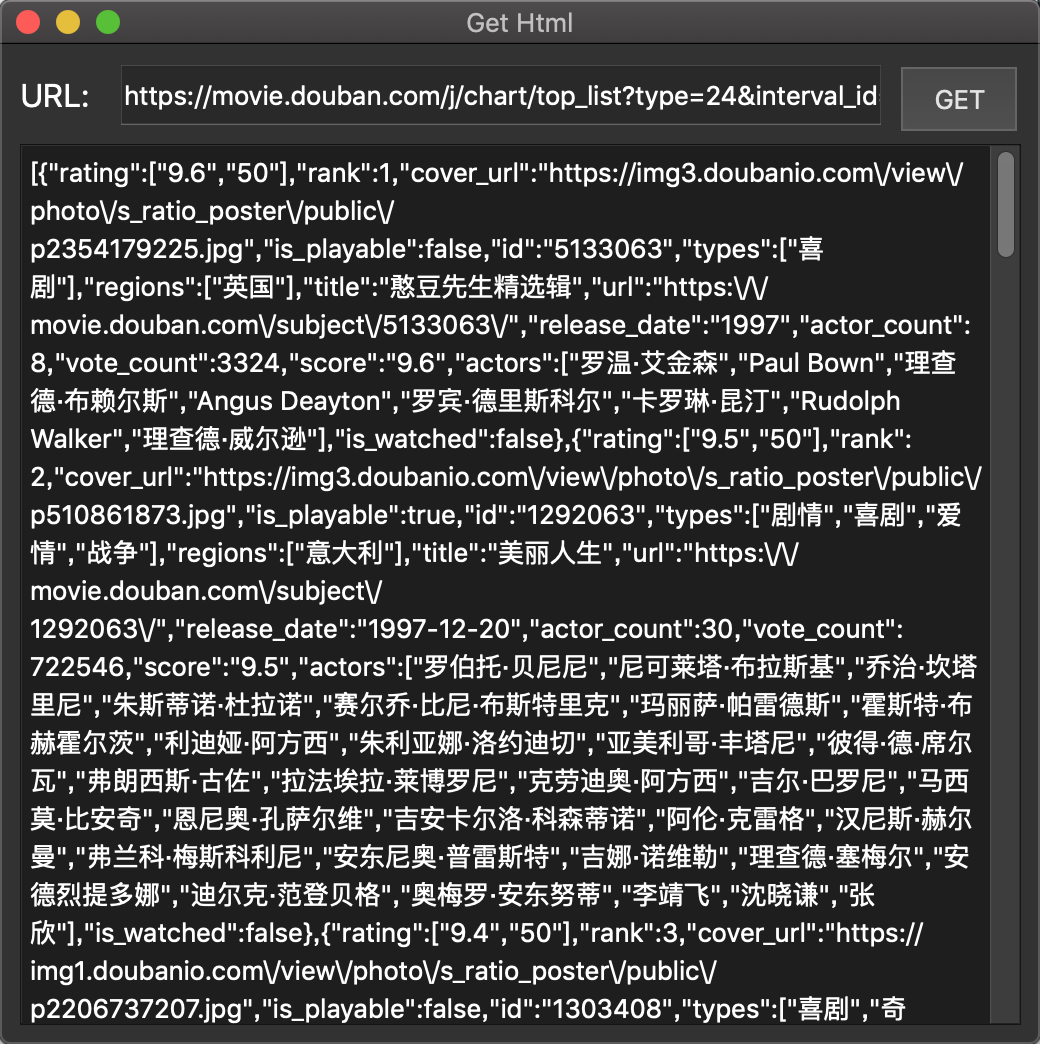 Get Html
URL: https://movie.douban.com/j/chart/top_list?type=24&interval_id GET
[{"rating":["9.6","50"],"rank":1,"cover_url":"https://img3.doubanio.com\/view\/
photo\/s_ratio_poster\/public\/
p2354179225.jpg","is_playable":false,"id":"5133063","types":["喜
剧"],"regions":["英国"],"title":"憨豆先生精选辑","url":"https:\/\/
movie.douban.com\/subject\/5133063\/","release_date":"1997","actor_count":
8,"vote_count":3324,"score":"9.6","actors":["罗温·艾金森","Paul Bown","理查
德·布赖尔斯","Angus Deayton","罗宾·德里斯科尔","卡罗琳·昆汀","Rudolph
Walker","理查德·威尔逊"],"is_watched":false},{"rating":["9.5","50"],"rank":
2,"cover_url":"https://img3.doubanio.com\/view\/photo\/s_ratio_poster\/public\/
p510861873.jpg","is_playable":true,"id":"1292063","types":["剧情","喜剧","爱
情","战争"],"regions":["意大利"],"title":"美丽人生","url":"https:\/\/
movie.douban.com\/subject\/
1292063\/","release_date":"1997-12-20","actor_count":30,"vote_count":
722546,"score":"9.5","actors":["罗伯托·贝尼尼","尼可莱塔·布拉斯基","乔治·坎塔
里尼","朱斯蒂诺·杜拉诺","赛尔乔·比尼·布斯特里克","玛丽萨·帕雷德斯","霍斯特·布
赫霍尔茨","利迪娅·阿方西","朱利亚娜·洛约迪切","亚美利哥·丰塔尼","彼得·德·席尔
瓦","弗朗西斯·古佐","拉法埃拉·莱博罗尼","克劳迪奥·阿方西","吉尔·巴罗尼","马西
莫·比安奇","恩尼奥·孔萨尔维","吉安卡尔洛·科森蒂诺","阿伦·克雷格","汉尼斯·赫尔
曼","弗兰科·梅斯科利尼","安东尼奥·普雷斯特","吉娜·诺维勒","理查德·塞梅尔","安
德烈提多娜","迪尔克·范登贝格","奥梅罗·安东努蒂","李靖飞","沈晓谦","张
欣"],"is_watched":false},{"rating":["9.4","50"],"rank":3,"cover_url":"https://
img1.doubanio.com\/view\/photo\/s_ratio_poster\/public\/
p2206737207.jpg","is_playable":false,"id":"1303408","types":["喜剧","奇